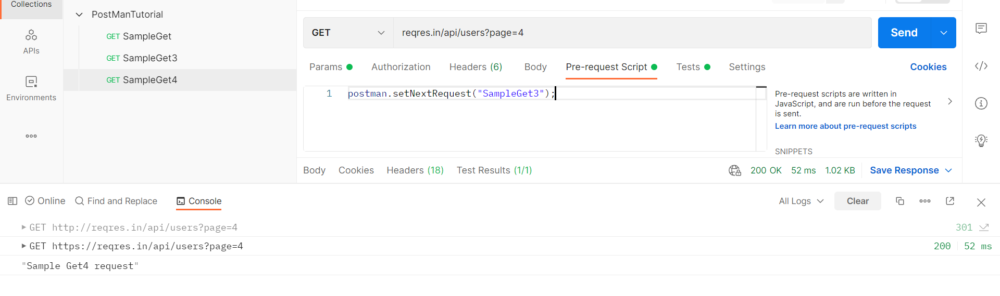 Collections
APIs
Environments
PostManTutorial
GET SampleGet
GET SampleGet3
GET SampleGet4
GET reqres.in/api/users?page=4 Send
Params Authorization Headers (6) Body Pre-request Script Tests Settings Cookies
1 postman.setNextRequest("SampleGet3");
Pre-request scripts are written in
JavaScript, and are run before the request
is sent.
Learn more about pre-request scripts
SNIPPETS
Body Cookies Headers (18) Test Results (1/1) 200 OK 52 ms 1.02 KB Save Response
Online Find and Replace Console All Logs Clear
GET http://reqres.in/api/users?page=4 301
GET https://reqres.in/api/users?page=4 200 52 ms
"Sample Get4 request"